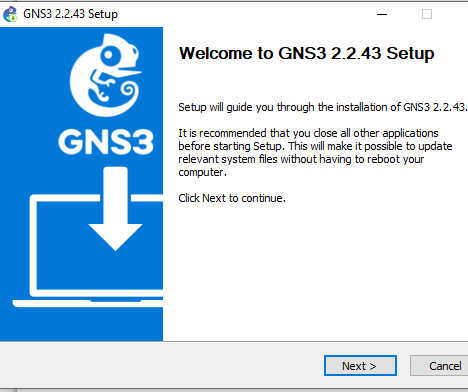 GNS3 2.2.43 Setup
Welcome to GNS3 2.2.43 Setup
GNS3
Setup will guide you through the installation of GNS3 2.2.43.
It is recommended that you close all other applications
before starting Setup. This will make it possible to update
relevant system files without having to reboot your
computer.
Click Next to continue.
Next >
Cancel